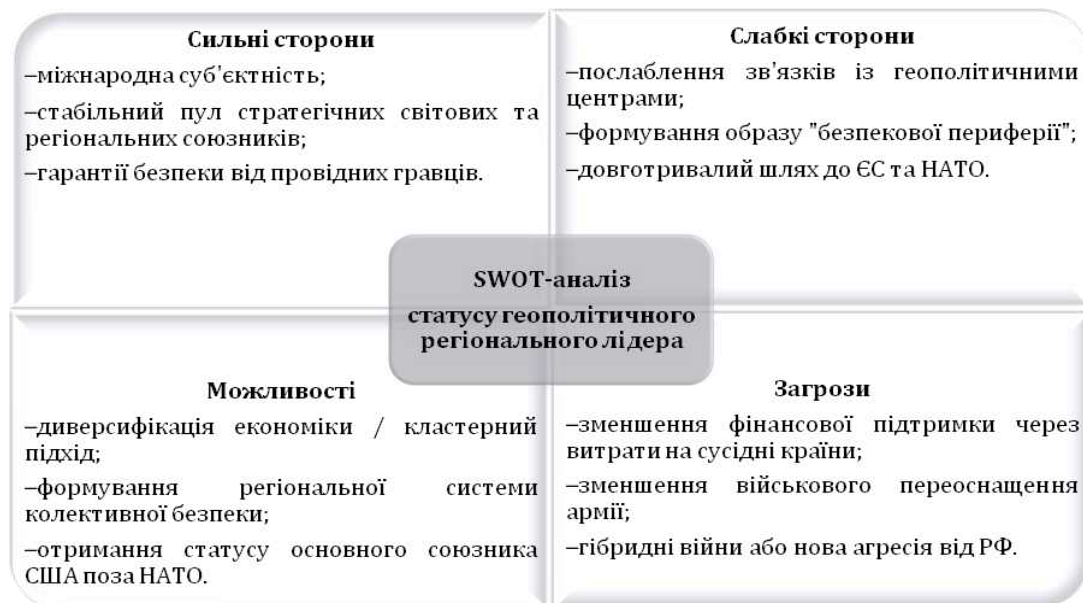 Сильні сторони
–міжнародна суб'єктність;
–стабільний пул стратегічних світових та
регіональних союзників;
–гарантії безпеки від провідних гравців.
Слабкі сторони
–послаблення зв'язків із геополітичними
центрами;
–формування образу "безпекової периферії";
–довготривалий шлях до ЄС та НАТО.
SWOT-аналіз
статусу геополітичного
регіонального лідера
Можливості
–диверсифікація економіки / кластерний
підхід;
–формування регіональної системи
колективної безпеки;
–отримання статусу основного союзника
США поза НАТО.
Загрози
–зменшення фінансової підтримки через
витрати на сусідні країни;
–зменшення військового переоснащення
армії;
–гібридні війни або нова агресія від РФ.